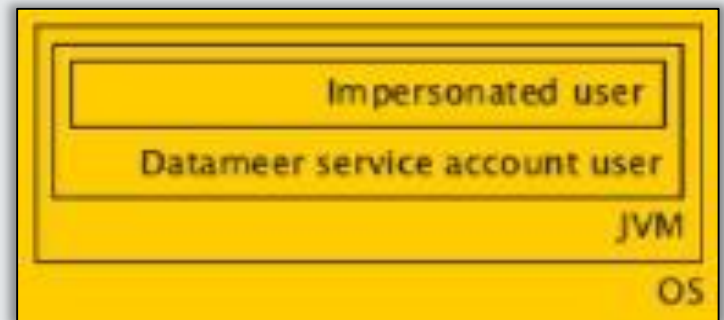 Impersonated user
Datameer service account user
JVM
OS